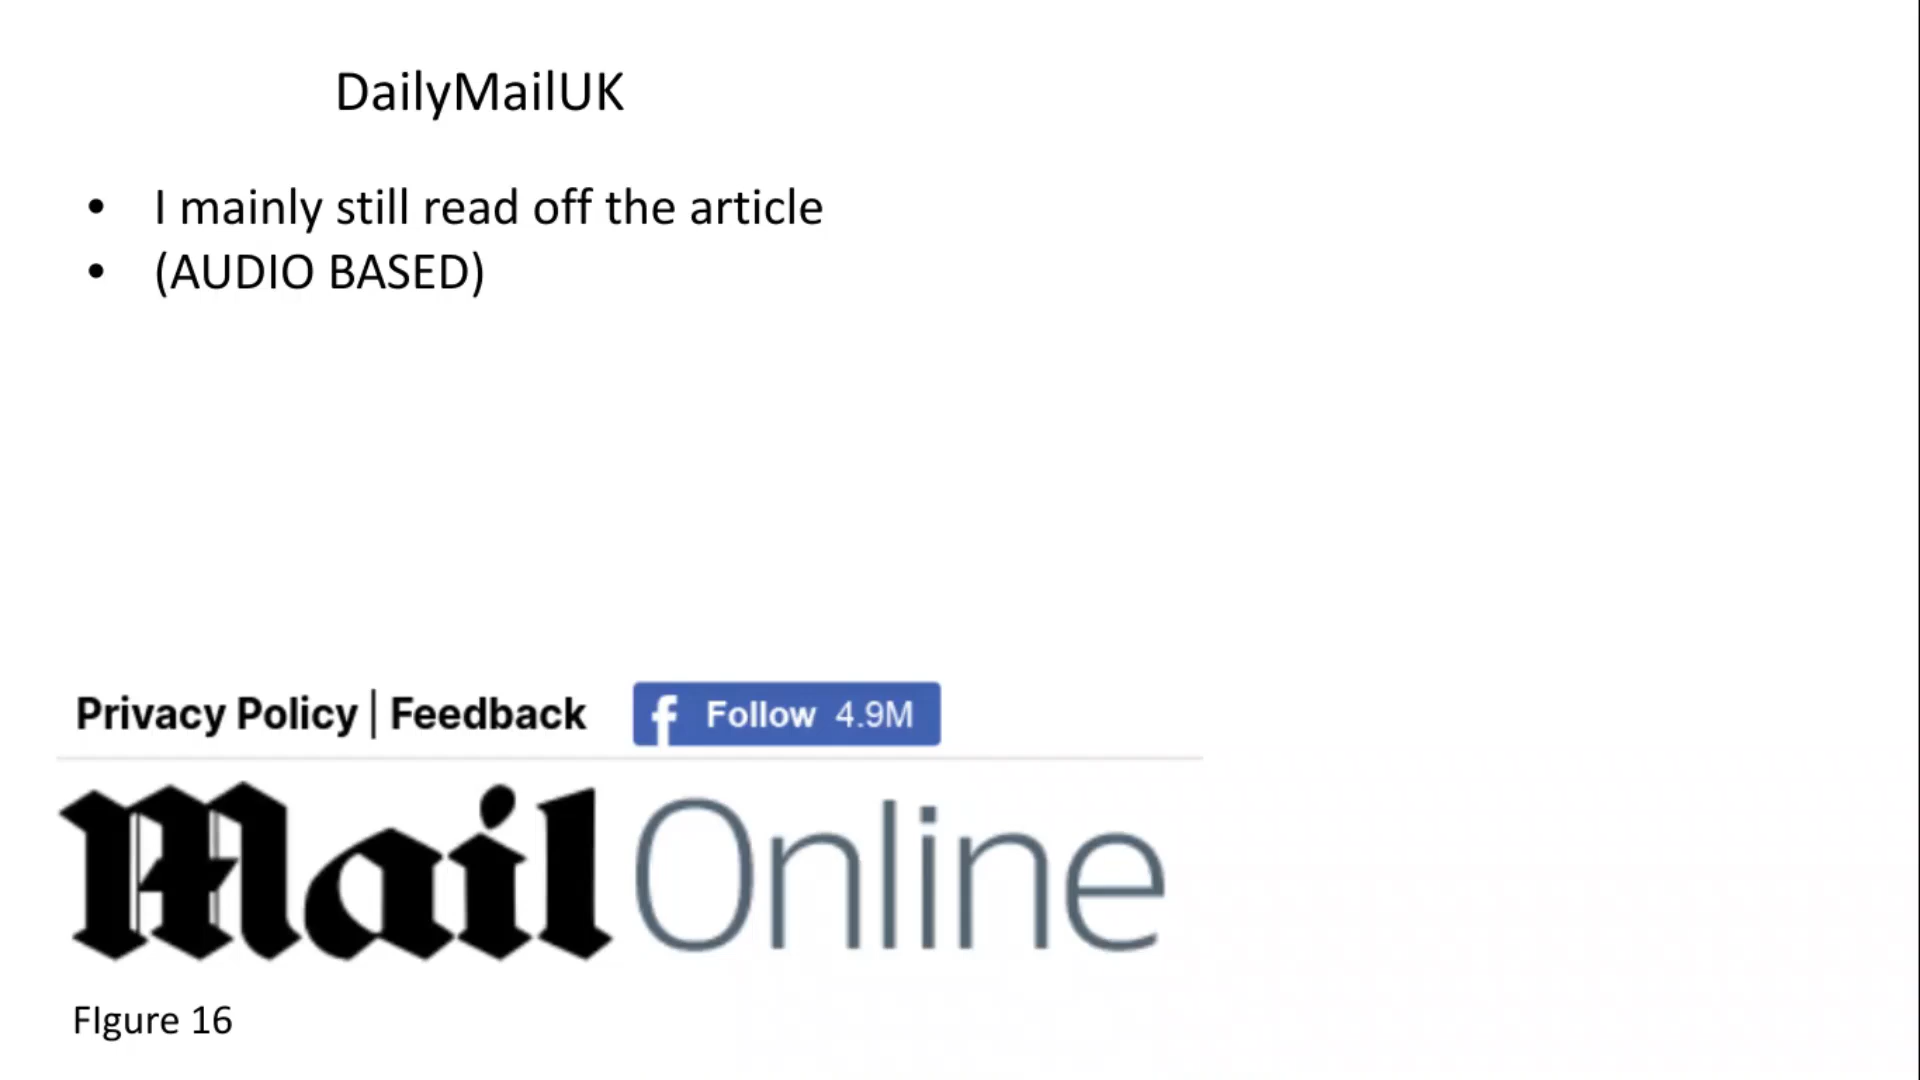 DailyMailUK
• I mainly still read off the article
• (AUDIO BASED)
Privacy Policy | Feedback
f Follow 4.9M
Mail Online
FIgure 16